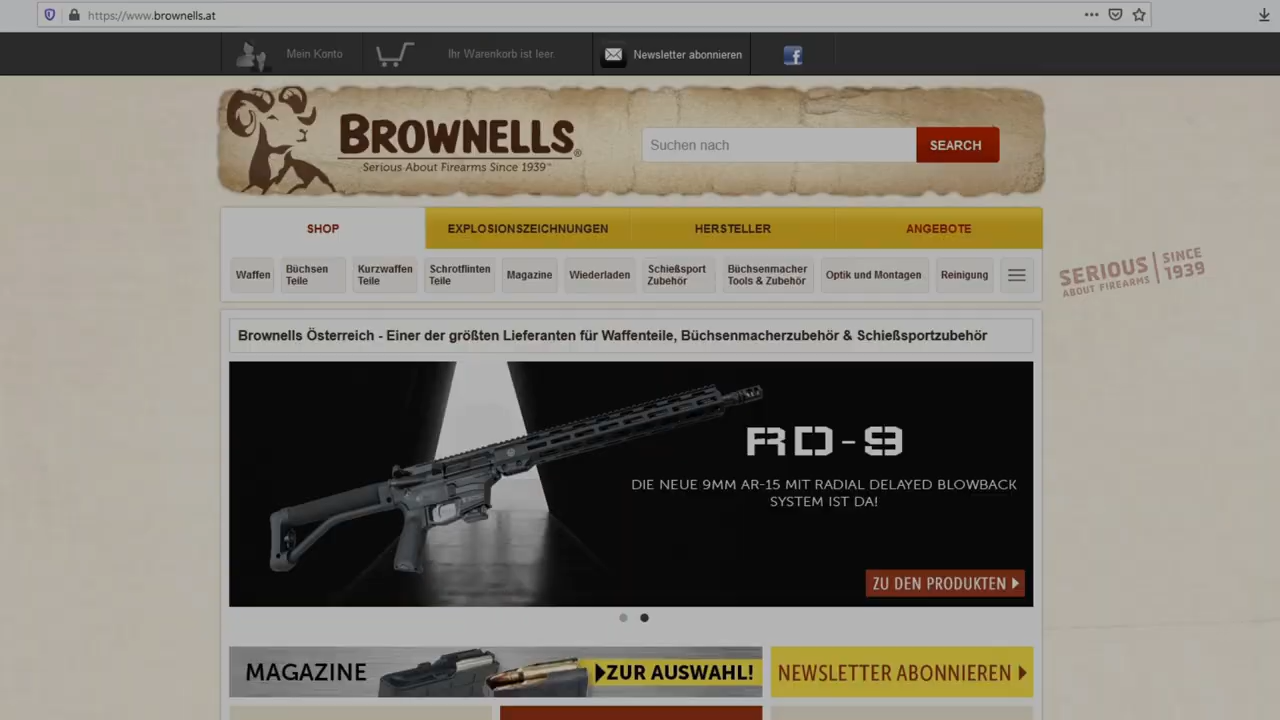 https://www.brownells.at
Mein Konto
Ihr Warenkorb ist leer.
Newsletter abonnieren
BROWNELLS®
Serious About Firearms Since 1939™
Suchen nach
SEARCH
SHOP
EXPLOSIONSZEICHNUNGEN
HERSTELLER
ANGEBOTE
Waffen
Büchsen
Teile
Kurzwaffen
Teile
Schrotflinten
Teile
Magazine
Wiederladen
Schießsport
Zubehör
Büchsenmacher
Tools & Zubehör
Optik und Montagen
Reinigung
SERIOUS
ABOUT FIREARMS
SINCE
1939
Brownells Österreich - Einer der größten Lieferanten für Waffenteile, Büchsenmacherzubehör & Schießsportzubehör
RD-9
DIE NEUE 9MM AR-15 MIT RADIAL DELAYED BLOWBACK
SYSTEM IST DA!
ZU DEN PRODUKTEN
MAGAZINE
ZUR AUSWAHL!
NEWSLETTER ABONNIEREN